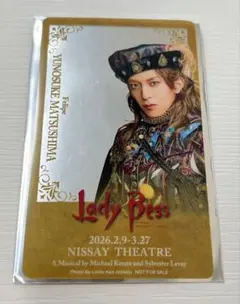 Felipe
YUNOSUKE MATSUSHIMA
Lady Bess
2026.2.9-3.27
NISSAY THEATRE
A Musical by Michael Kunze and Sylvester Levay
NOT FOR SALE